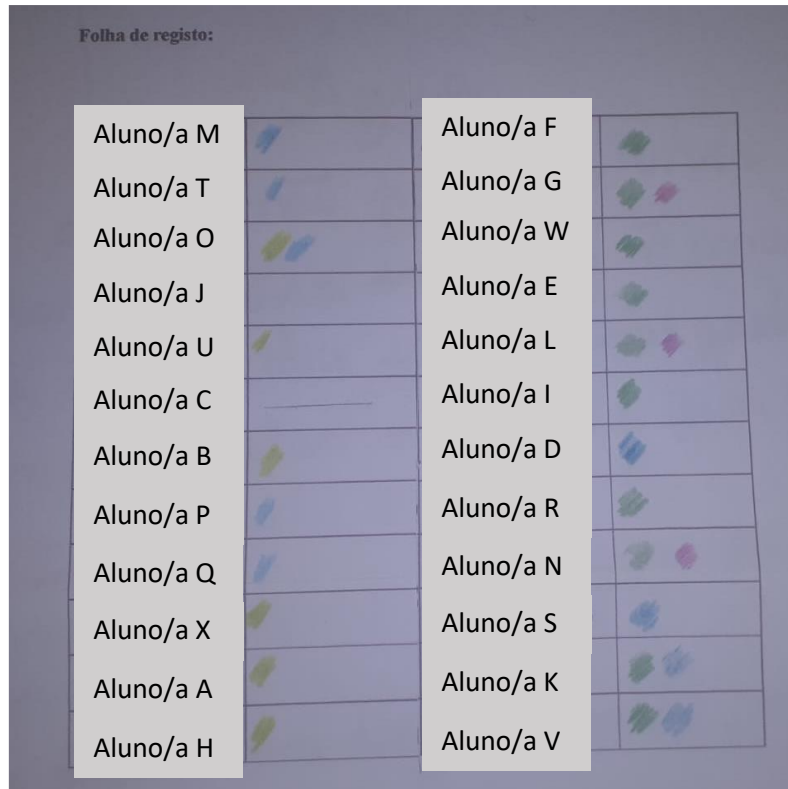 Folha de registo:
Aluno/a M
Aluno/a T
Aluno/a O
Aluno/a J
Aluno/a U
Aluno/a C
Aluno/a B
Aluno/a P
Aluno/a Q
Aluno/a X
Aluno/a A
Aluno/a H
Aluno/a F
Aluno/a G
Aluno/a W
Aluno/a E
Aluno/a L
Aluno/a I
Aluno/a D
Aluno/a R
Aluno/a N
Aluno/a S
Aluno/a K
Aluno/a V